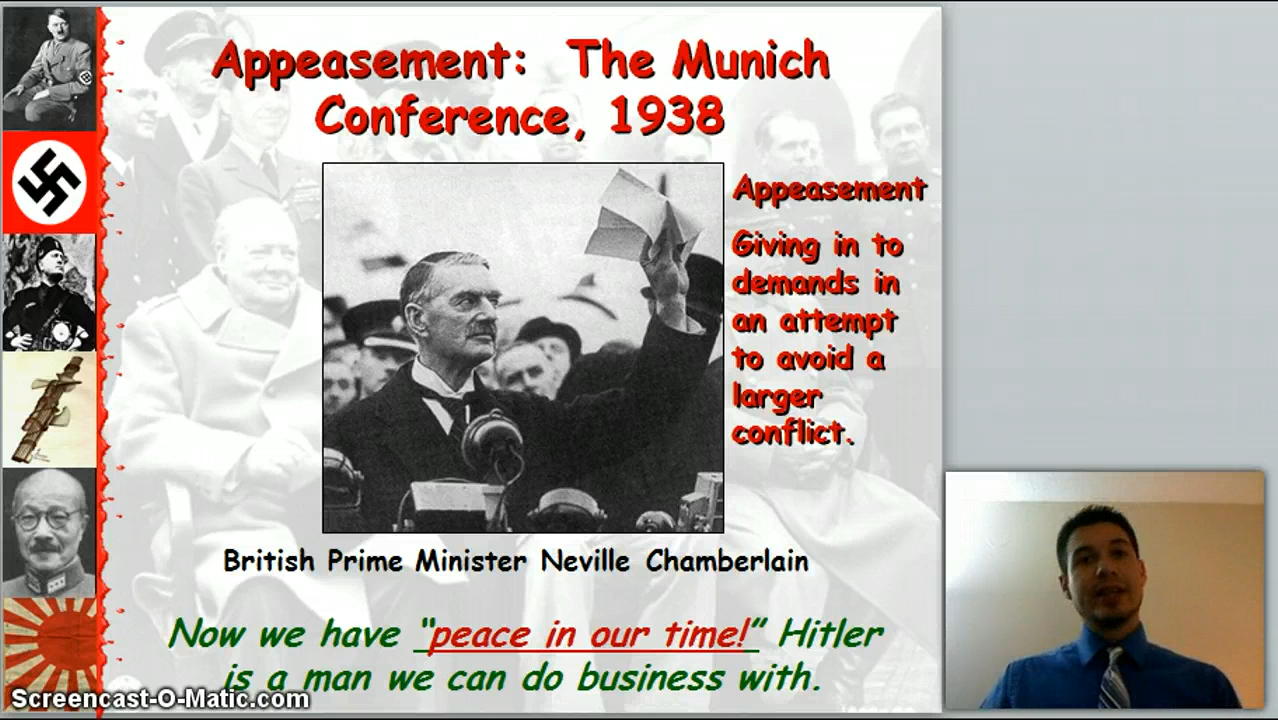 Appeasement: The Munich
Conference, 1938
Appeasement
Giving in to
demands in
an attempt
to avoid a
larger
conflict.
British Prime Minister Neville Chamberlain
Now we have “peace in our time!” Hitler
is a man we can do business with.
Screencast-O-Matic.com